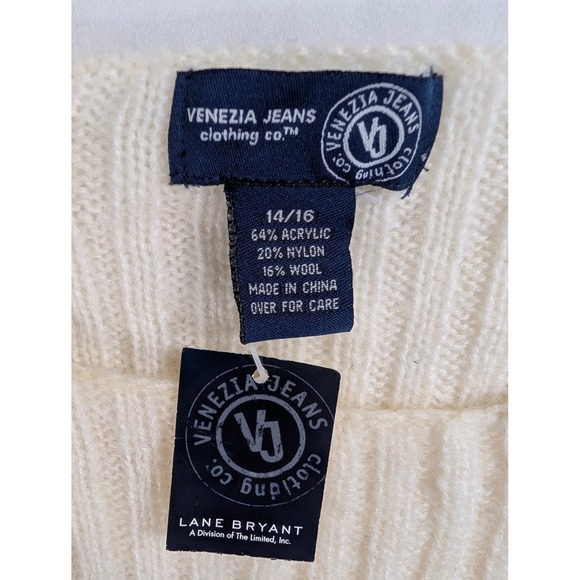 VENEZIA JEANS
clothing co.™
VENEZIA JEANS
clothing co.
VJ
14/16
64% ACRYLIC
20% NYLON
16% WOOL
MADE IN CHINA
OVER FOR CARE
VENEZIA JEANS
clothing co.
VJ
LANE BRYANT
A Division of The Limited, Inc.